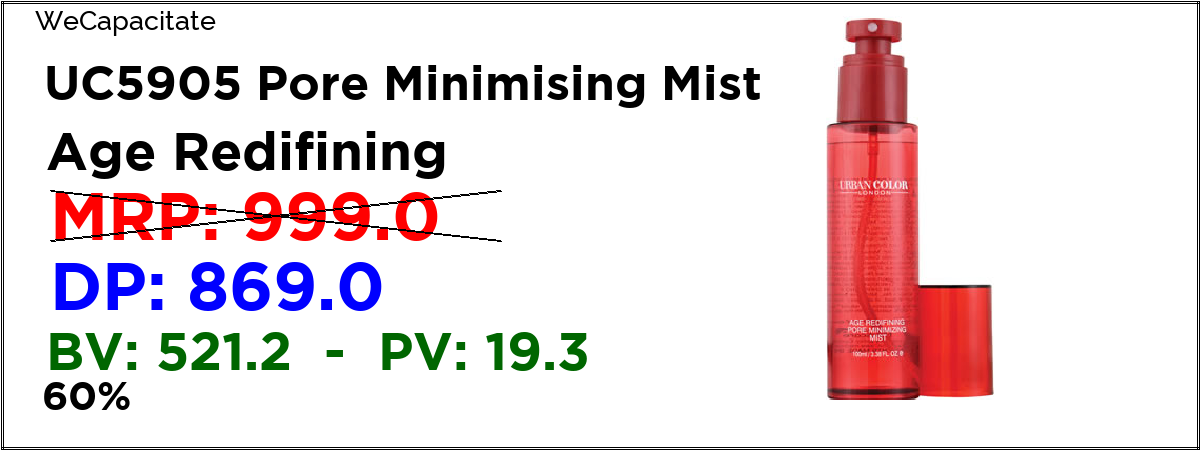 WeCapacitate
UC5905 Pore Minimising Mist
Age Redifining
MRP: 999.0
DP: 869.0
BV: 521.2 - PV: 19.3
60%
URBAN COLOR
LONDON
AGE REDIFINING
PORE MINIMIZING
MIST
100ml / 3.38 FL.OZ. e